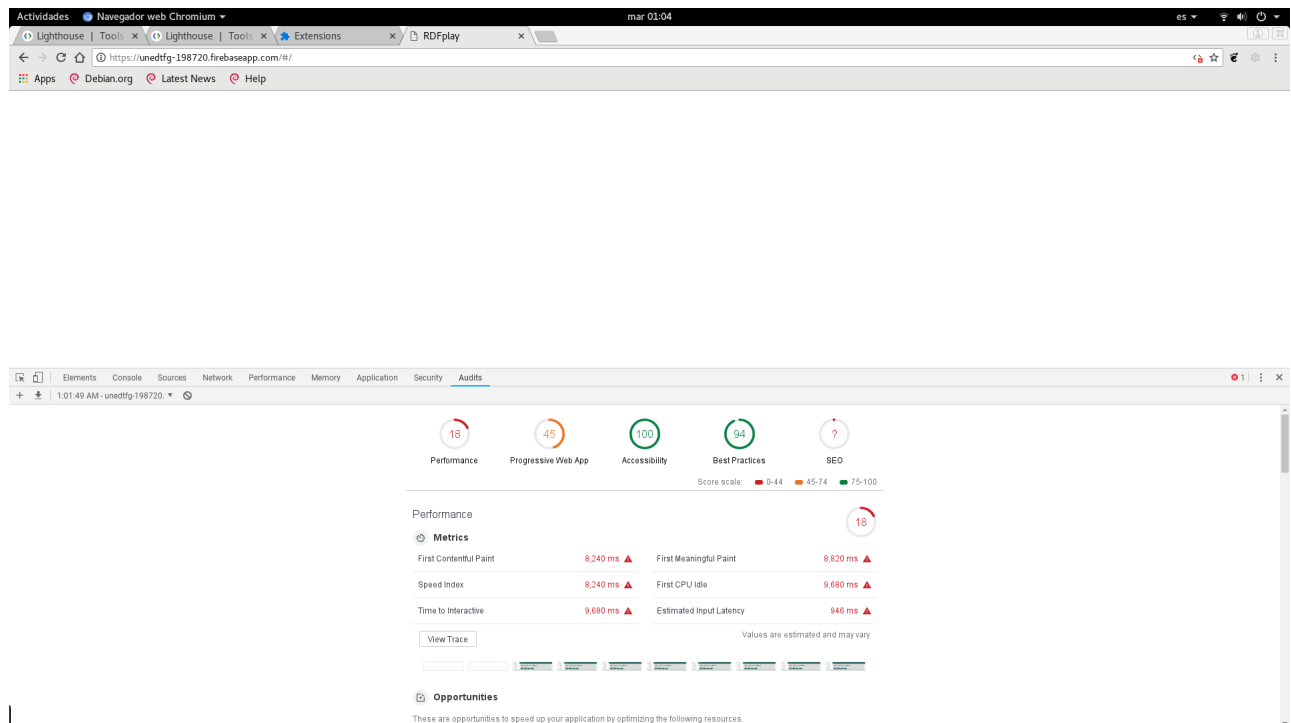 Actividades Navegador web Chromium mar 01:04 es
Lighthouse | Tools Lighthouse | Tools Extensions RDFplay
https://unedtfg-198720.firebaseapp.com/#/
Apps Debian.org Latest News Help
Elements Console Sources Network Performance Memory Application Security Audits 1
1:01:49 AM - unedtfg-198720.
18 45 100 94 ?
Performance Progressive Web App Accessibility Best Practices SEO
Score scale: 0-44 45-74 75-100
Performance 18
Metrics
First Contentful Paint 8,240 ms First Meaningful Paint 8,820 ms
Speed Index 8,240 ms First CPU Idle 9,680 ms
Time to Interactive 9,680 ms Estimated Input Latency 946 ms
View Trace Values are estimated and may vary.
Opportunities
These are opportunities to speed up your application by optimizing the following resources.